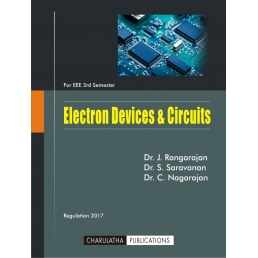 For EEE 3rd Semester
Electron Devices & Circuits
Dr. J. Rangarajan
Dr. S. Saravanan
Dr. C. Nagarajan
Regulation 2017
CHARULATHA PUBLICATIONS